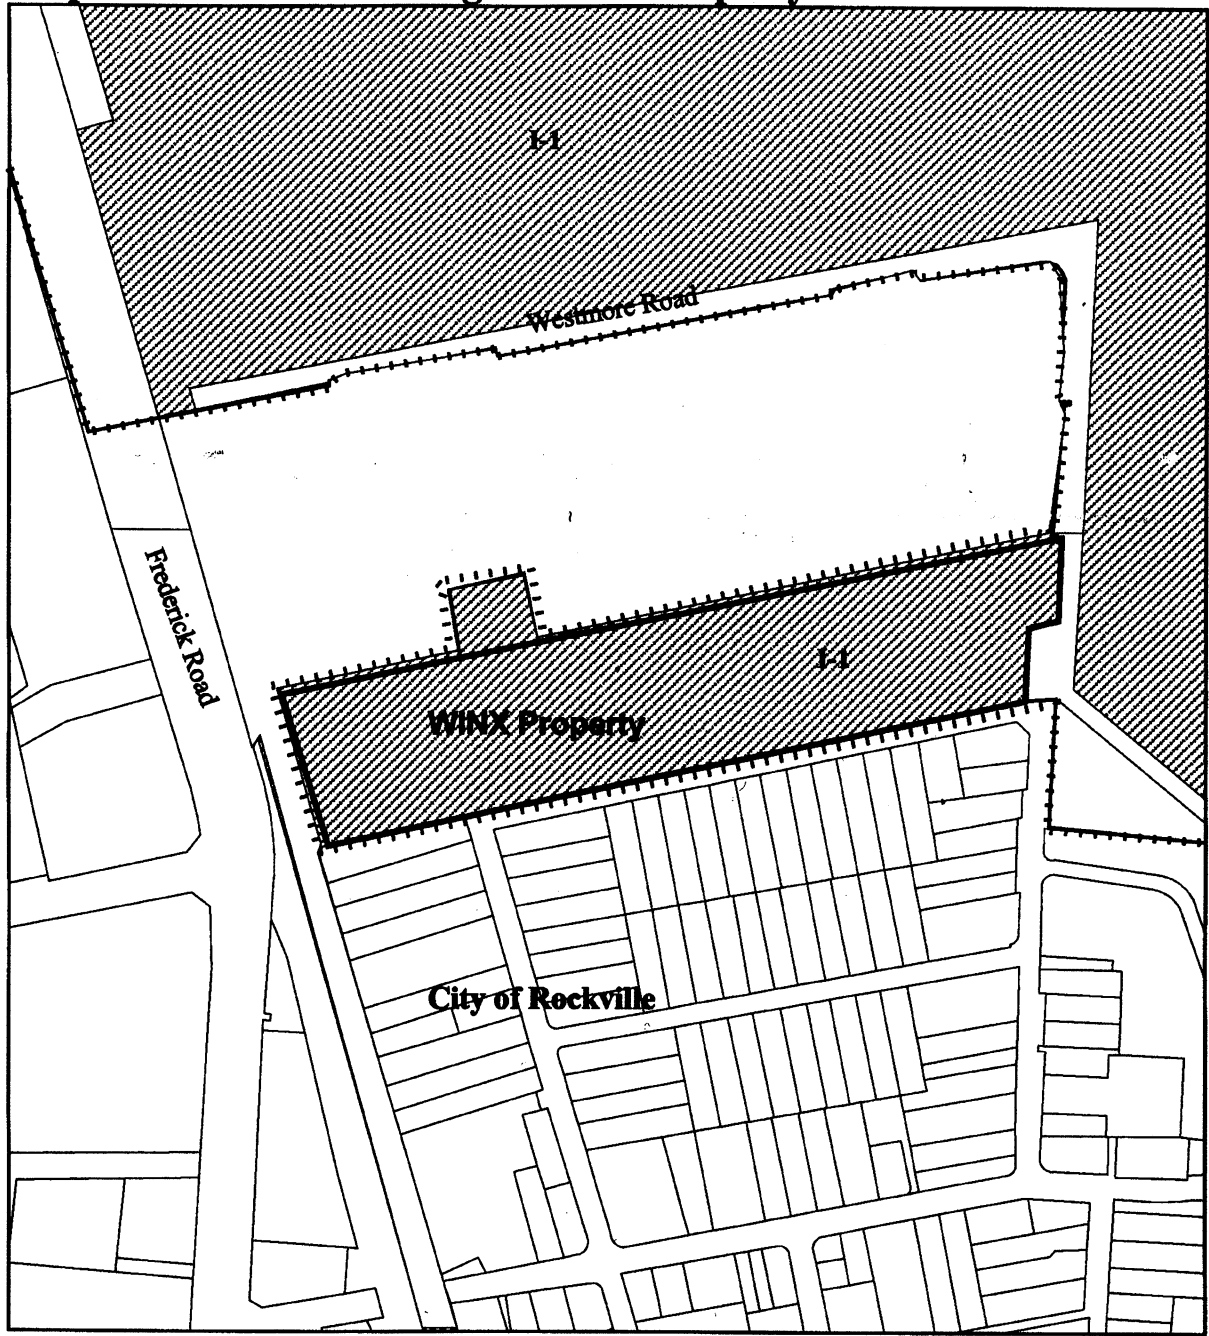 I-1
Westmore Road
Frederick Road
I-1
WINX Property
City of Rockville